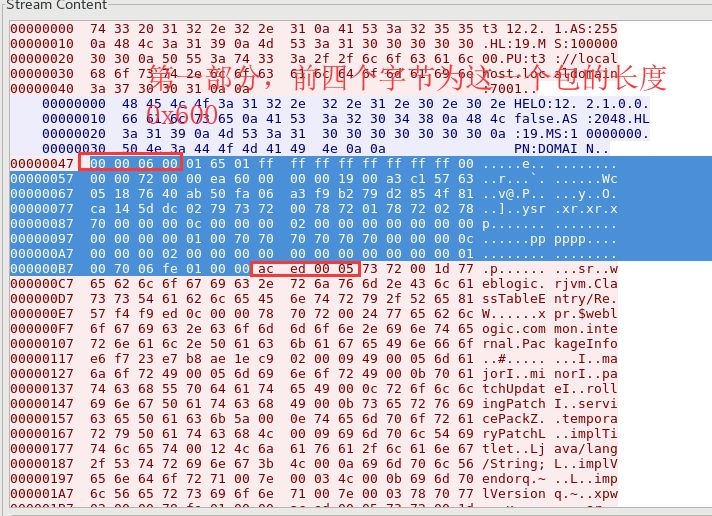 Stream Content
00000000 74 33 20 31 32 2e 32 2e 31 0a 41 53 3a 32 35 35 t3 12.2. 1.AS:255
00000010 0a 48 4c 3a 31 39 0a 4d 53 3a 31 30 30 30 30 30 .HL:19.M S:100000
00000020 30 30 0a 50 55 3a 74 33 3a 2f 2f 6c 6f 63 61 6c 00.PU:t3 ://local
00000030 68 6f 73 74 2e 6c 6f 63 61 6c 64 6f 6d 61 69 6e host.loc aldomain
第一部分，前四个字节为这一个包的长度
00000040 3a 37 30 30 31 0a 0a :7001..
00000000 48 45 4c 4f 3a 31 32 2e 32 2e 31 2e 30 2e 30 2e HELO:12. 2.1.0.0.
0x600
00000010 66 61 6c 73 65 0a 41 53 3a 32 30 34 38 0a 48 4c false.AS :2048.HL
00000020 3a 31 39 0a 4d 53 3a 31 30 30 30 30 30 30 30 0a :19.MS:1 0000000.
00000030 50 4e 3a 44 4f 4d 41 49 4e 0a 0a PN:DOMAI N..
00000047 00 00 06 00 01 65 01 ff ff ff ff ff ff ff ff 00 .....e.. ........
00000057 00 00 72 00 00 ea 60 00 00 00 19 00 a3 c1 57 63 ..r...`. ......Wc
00000067 05 18 76 40 ab 50 fa 06 a3 f9 b2 79 d2 85 4f 81 ..v@.P.. ...y..O.
00000077 ca 14 5d dc 02 79 73 72 00 78 72 01 78 72 02 78 ..]..ysr .xr.xr.x
00000087 70 00 00 00 0c 00 00 00 02 00 00 00 00 00 00 00 p....... ........
00000097 00 00 00 01 00 70 70 70 70 70 70 00 00 00 0c .....ppp pppp....
000000A7 00 00 00 02 00 00 00 00 00 00 00 00 00 00 00 01 ........ ........
000000B7 00 70 06 fe 01 00 00 ac ed 00 05 73 72 00 1d 77 .p...... ...sr..w
000000C7 65 62 6c 6f 67 69 63 2e 72 6a 76 6d 2e 43 6c 61 eblogic. rjvm.Cla
000000D7 73 73 54 61 62 6c 65 45 6e 74 72 79 2f 52 65 81 ssTableE ntry/Re.
000000E7 57 f4 f9 ed 0c 00 00 78 70 72 00 24 77 65 62 6c W......x pr.$webl
000000F7 6f 67 69 63 2e 63 6f 6d 6d 6f 6e 2e 69 6e 74 65 ogic.com mon.inte
00000107 72 6e 61 6c 2e 50 61 63 6b 61 67 65 49 6e 66 6f rnal.Pac kageInfo
00000117 e6 f7 23 e7 b8 ae 1e c9 02 00 09 49 00 05 6d 61 ..#..... ...I..ma
00000127 6a 6f 72 49 00 05 6d 69 6e 6f 72 49 00 0b 70 61 jorI..mi norI..pa
00000137 74 63 68 55 70 64 61 74 65 49 00 0c 72 6f 6c 6c tchUpdat eI..roll
00000147 69 6e 67 50 61 74 63 68 49 00 0b 73 65 72 76 69 ingPatch I..servi
00000157 63 65 50 61 63 6b 5a 00 0e 74 65 6d 70 6f 72 61 cePackZ. .tempora
00000167 72 79 50 61 74 63 68 4c 00 09 69 6d 70 6c 54 69 ryPatchL ..implTi
00000177 74 6c 65 74 00 12 4c 6a 61 76 61 2f 6c 61 6e 67 tlet..Lj ava/lang
00000187 2f 53 74 72 69 6e 67 3b 4c 00 0a 69 6d 70 6c 56 /String; L..implV
00000197 65 6e 64 6f 72 71 00 7e 00 03 4c 00 0b 69 6d 70 endorq.~ ..L..imp
000001A7 6c 56 65 72 73 69 6f 6e 71 00 7e 00 03 78 70 77 lVersion q.~..xpw